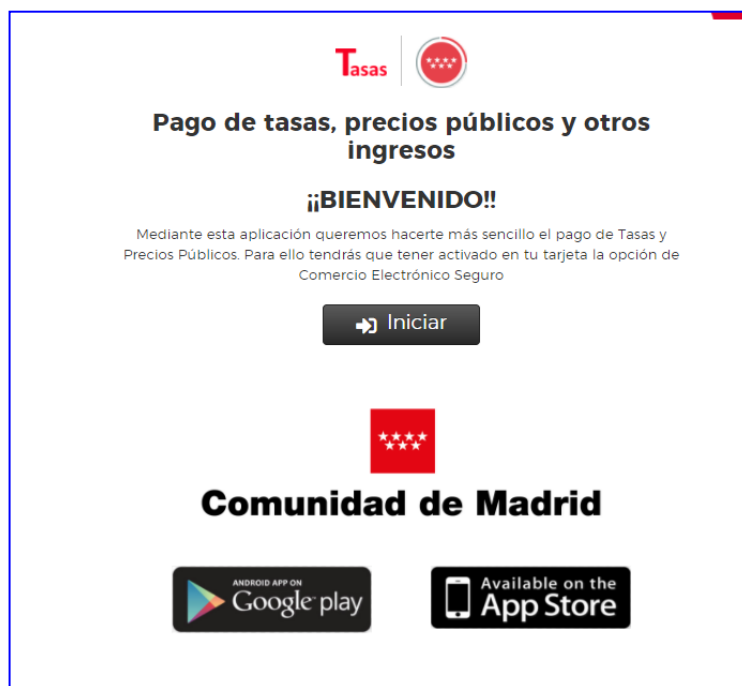 Tasas
Pago de tasas, precios públicos y otros
ingresos
¡¡BIENVENIDO!!
Mediante esta aplicación queremos hacerte más sencillo el pago de Tasas y
Precios Públicos. Para ello tendrás que tener activado en tu tarjeta la opción de
Comercio Electrónico Seguro
Iniciar
Comunidad de Madrid
ANDROID APP ON
Google play
Available on the
App Store